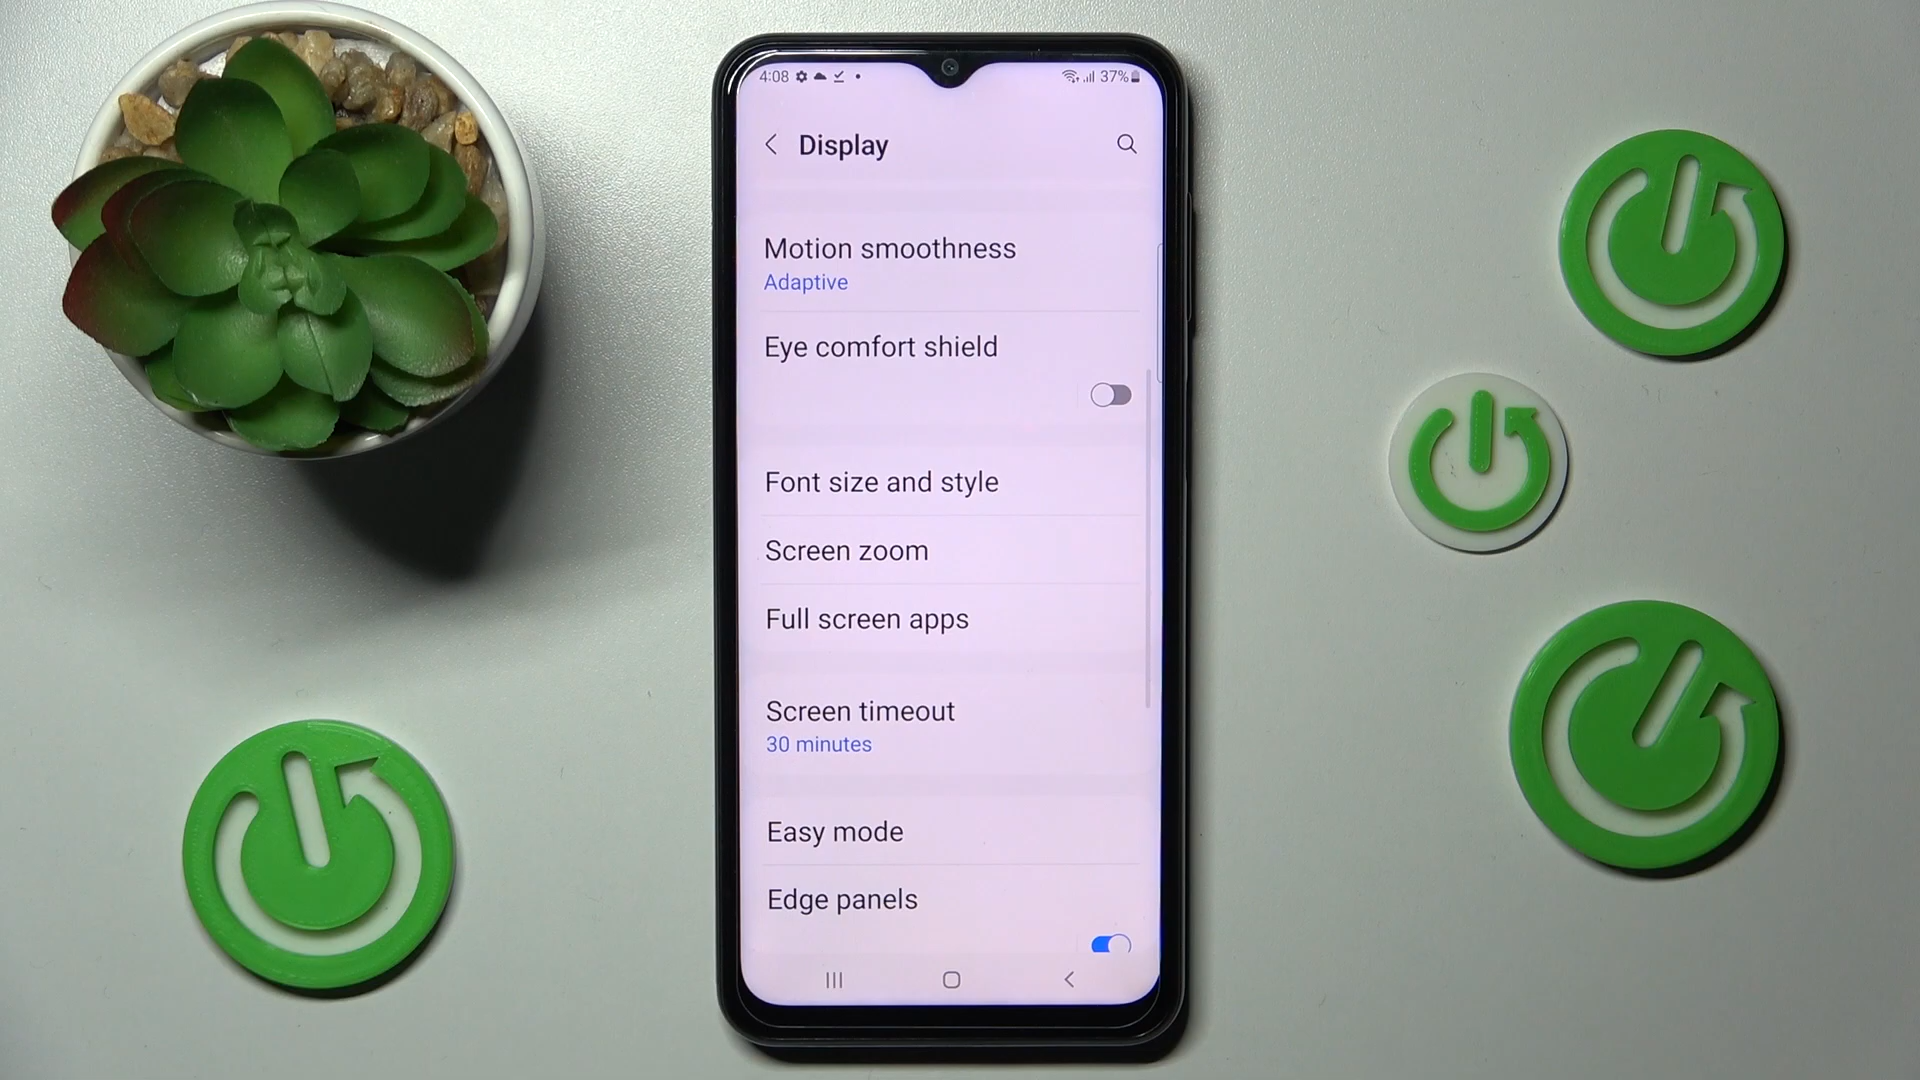 4:08 37%
Display
Motion smoothness
Adaptive
Eye comfort shield
Font size and style
Screen zoom
Full screen apps
Screen timeout
30 minutes
Easy mode
Edge panels